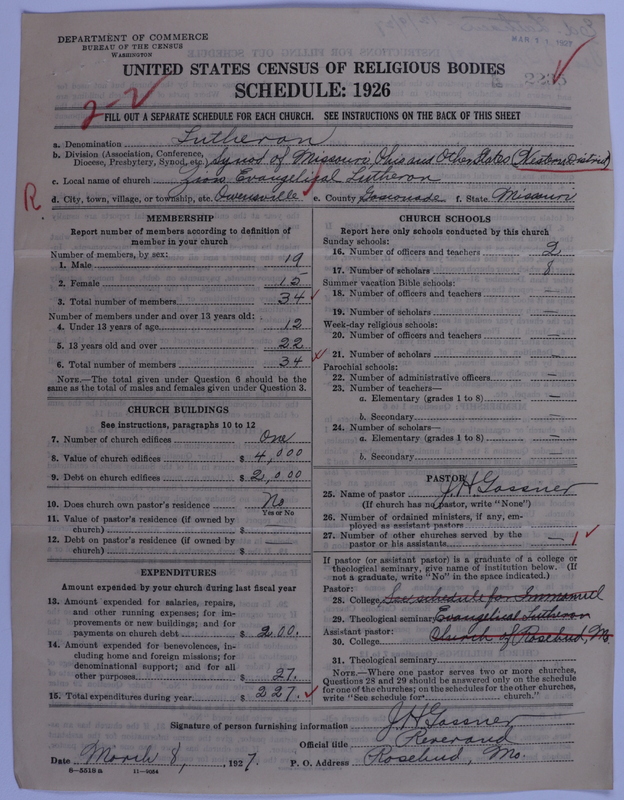 DEPARTMENT OF COMMERCE
BUREAU OF THE CENSUS
WASHINGTON
MAR 11 1927
UNITED STATES CENSUS OF RELIGIOUS BODIES
SCHEDULE: 1926
2-2
FILL OUT A SEPARATE SCHEDULE FOR EACH CHURCH. SEE INSTRUCTIONS ON THE BACK OF THIS SHEET
a. Denomination Lutheran
b. Division (Association, Conference, Diocese, Presbytery, Synod, etc.) Synod of Missouri, Ohio and Other States (Western District)
c. Local name of church Zions Evangelical Lutheran
R
d. City, town, village, or township, etc. Owensville e. County Gasconade f. State Missouri
MEMBERSHIP
Report number of members according to definition of
member in your church
Number of members, by sex:
1. Male 19
2. Female 15
3. Total number of members 34
Number of members under and over 13 years old:
4. Under 13 years of age 12
5. 13 years old and over 22
6. Total number of members 34
NOTE.—The total given under Question 6 should be the
same as the total of males and females given under Question 3.
CHURCH BUILDINGS
See instructions, paragraphs 10 to 12
7. Number of church edifices One
8. Value of church edifices $ 4,000
9. Debt on church edifices $ 2,000
10. Does church own pastor's residence No
Yes or No
11. Value of pastor's residence (if owned by
church) $
12. Debt on pastor's residence (if owned by
church) $
EXPENDITURES
Amount expended by your church during last fiscal year
13. Amount expended for salaries, repairs,
and other running expenses; for im-
provements or new buildings; and for
payments on church debt $ 200.
14. Amount expended for benevolences, in-
cluding home and foreign missions; for
denominational support; and for all
other purposes $ 27.
15. Total expenditures during year $ 227.
CHURCH SCHOOLS
Report here only schools conducted by this church
Sunday schools:
16. Number of officers and teachers 2
17. Number of scholars 8
Summer vacation Bible schools:
18. Number of officers and teachers —
19. Number of scholars —
Week-day religious schools:
20. Number of officers and teachers —
21. Number of scholars —
Parochial schools:
22. Number of administrative officers —
23. Number of teachers—
a. Elementary (grades 1 to 8) —
b. Secondary —
24. Number of scholars—
a. Elementary (grades 1 to 8) —
b. Secondary —
PASTOR
25. Name of pastor J.H. Gossner
(If church has no pastor, write "None")
26. Number of ordained ministers, if any, em-
ployed as assistant pastors
27. Number of other churches served by the
pastor or his assistants 1
If pastor (or assistant pastor) is a graduate of a college or
theological seminary, give name of institution below. (If
not a graduate, write "No" in the space indicated.)
Pastor:
28. College See schedule for Immanuel
29. Theological seminary Evangelical Lutheran
Assistant pastor:
30. College Church of Rosebud, Mo.
31. Theological seminary
NOTE.—Where one pastor serves two or more churches,
Questions 28 and 29 should be answered only on the schedule
for one of the churches; on the schedules for the other churches,
write "See schedule for church."
Signature of person furnishing information J.H. Gossner
Official title Reverand
Date March 8, 1927. P. O. Address Rosebud, Mo.
8-5518 a 11-9034